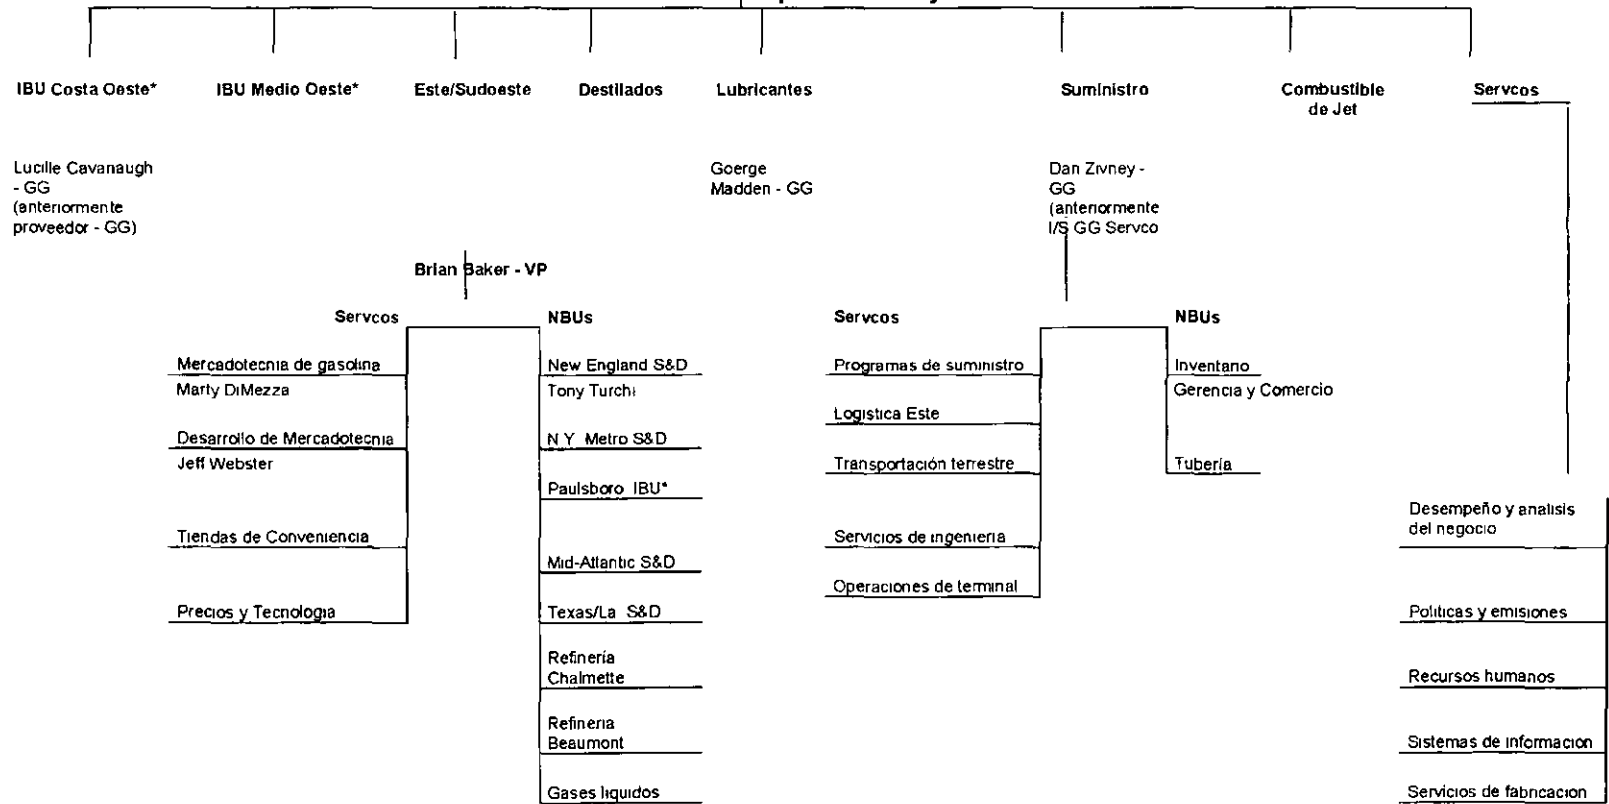 IBU Costa Oeste*
IBU Medio Oeste*
Este/Sudoeste
Destilados
Lubricantes
Suministro
Combustible
de Jet
Servcos
Lucille Cavanaugh
- GG
(anteriormente
proveedor - GG)
Goerge
Madden - GG
Dan Zivney -
GG
(anteriormente
I/S GG Servco
Brian Baker - VP
Servcos
Mercadotecnia de gasolina
Marty DiMezza
Desarrollo de Mercadotecnia
Jeff Webster
Tiendas de Conveniencia
Precios y Tecnologia
NBUs
New England S&D
Tony Turchi
N Y Metro S&D
Paulsboro IBU*
Mid-Atlantic S&D
Texas/La S&D
Refinería
Chalmette
Refineria
Beaumont
Gases liquidos
Servcos
Programas de suministro
Logistica Este
Transportación terrestre
Servicios de ingenieria
Operaciones de terminal
NBUs
Inventano
Gerencia y Comercio
Tubería
Desempeño y analisis
del negocio
Politicas y emisiones
Recursos humanos
Sistemas de informacion
Servicios de fabricacion